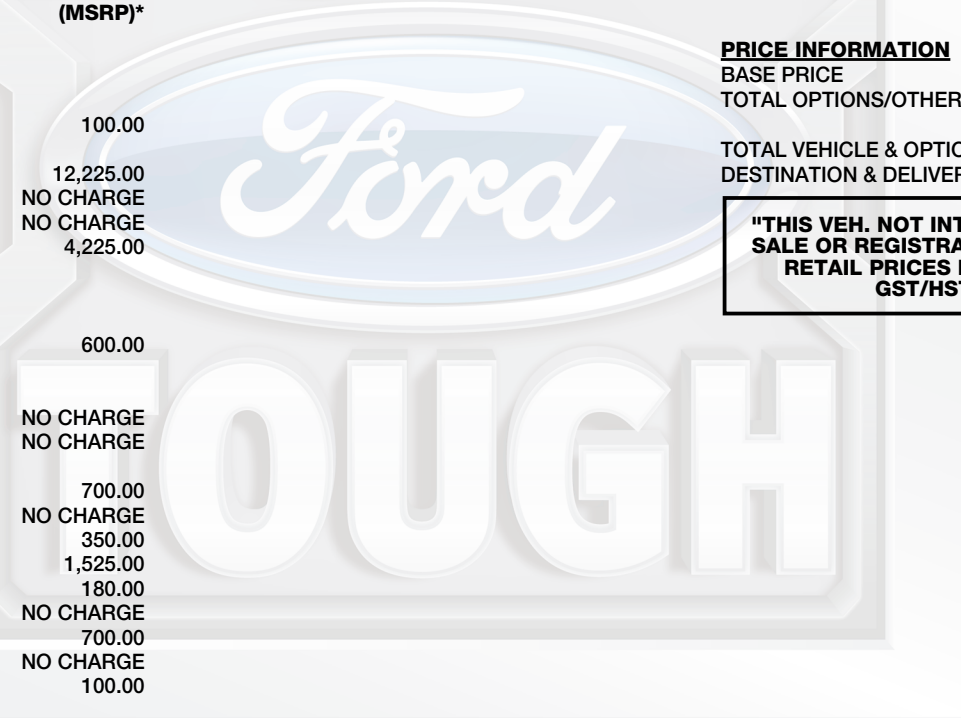 (MSRP)*
100.00
12,225.00
NO CHARGE
NO CHARGE
4,225.00
600.00
NO CHARGE
NO CHARGE
700.00
NO CHARGE
350.00
1,525.00
180.00
NO CHARGE
700.00
NO CHARGE
100.00
PRICE INFORMATION
BASE PRICE
TOTAL OPTIONS/OTHER
TOTAL VEHICLE & OPTIO
DESTINATION & DELIVER
"THIS VEH. NOT INT
SALE OR REGISTRA
RETAIL PRICES
GST/HST
Ford
TOUGH